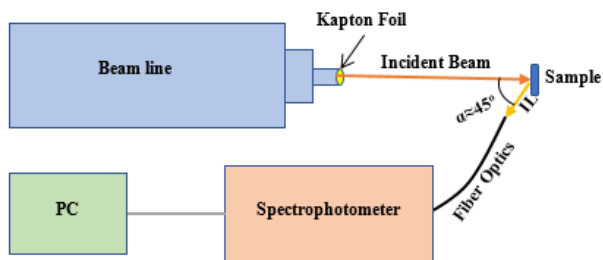 Kapton Foil
Beam line
Incident Beam
Sample
α≈45°
IL
Fiber Optics
PC
Spectrophotometer